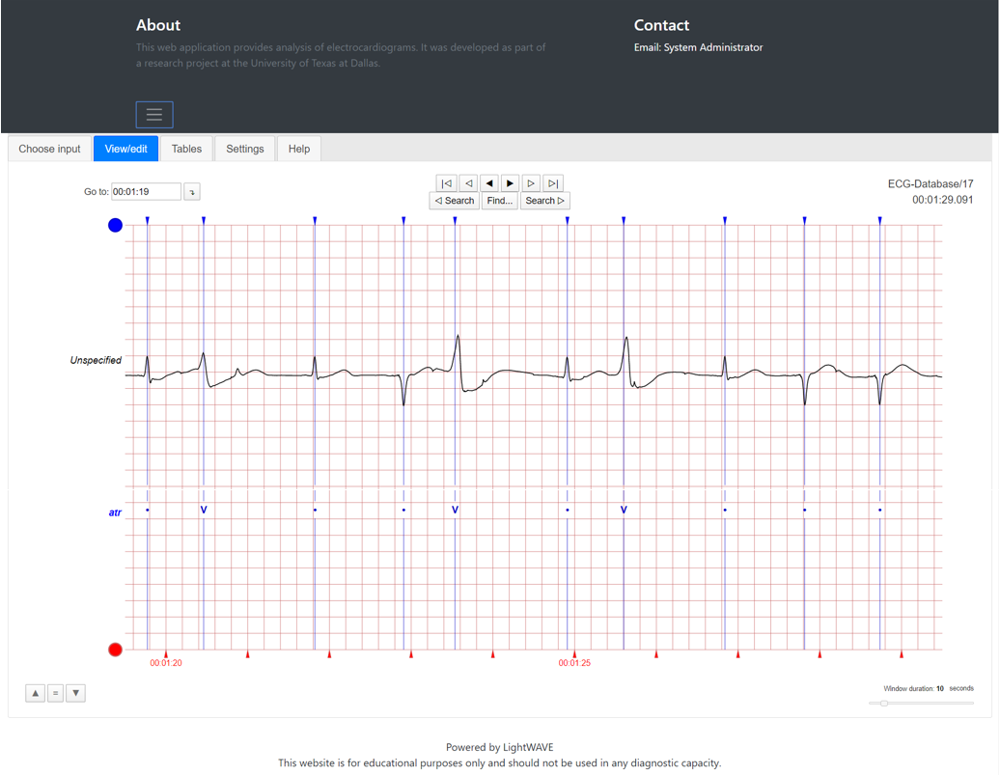 About
This web application provides analysis of electrocardiograms. It was developed as part of
a research project at the University of Texas at Dallas.
Contact
Email: System Administrator
Choose input
View/edit
Tables
Settings
Help
Go to: 00:01:19
◁ Search
Find...
Search ▷
ECG-Database/17
00:01:29.091
Unspecified
atr
• V • • V • V • • •
00:01:20
00:01:25
=
Window duration: 10 seconds
Powered by LightWAVE
This website is for educational purposes only and should not be used in any diagnostic capacity.